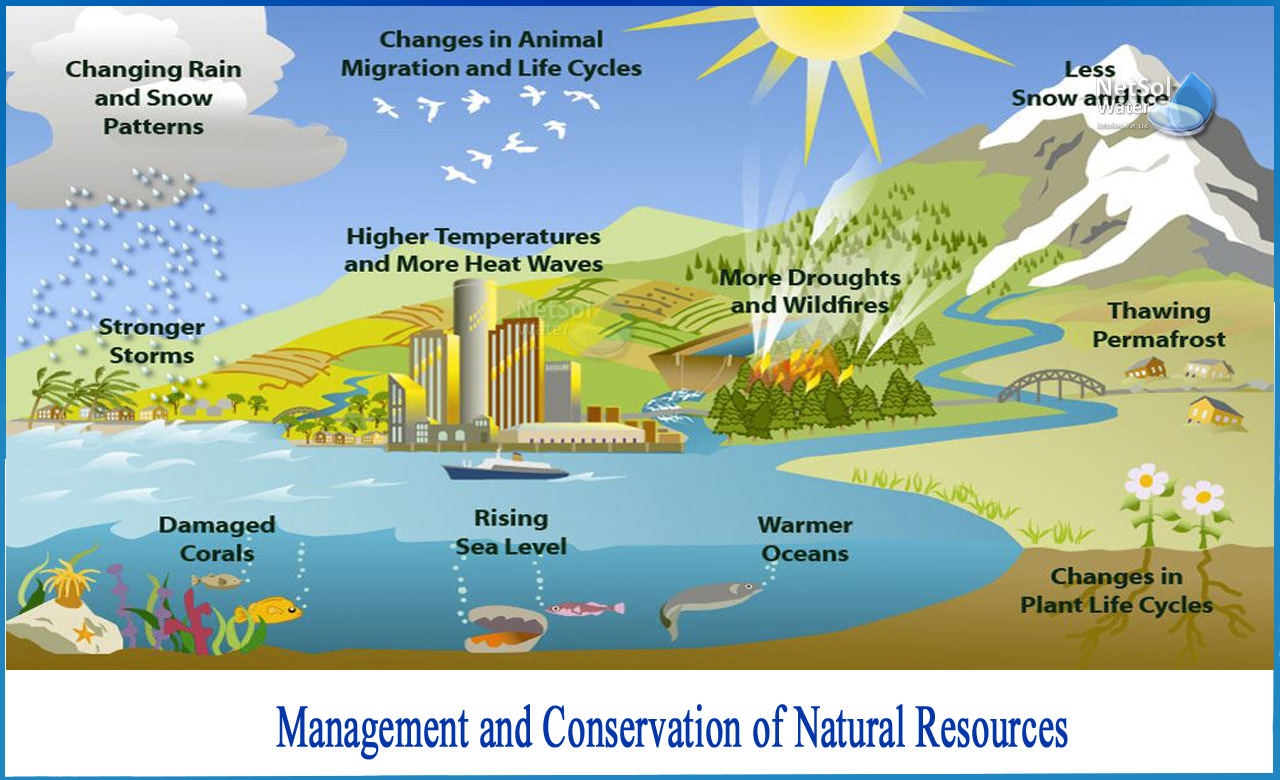 Changes in Animal
Migration and Life Cycles
Changing Rain
and Snow
Patterns
Less
Snow and Ice
NetSol
Water
Higher Temperatures
and More Heat Waves
More Droughts
and Wildfires
NetSol
Water
Thawing
Permafrost
Stronger
Storms
Damaged
Corals
Rising
Sea Level
Warmer
Oceans
Changes in
Plant Life Cycles
Management and Conservation of Natural Resources